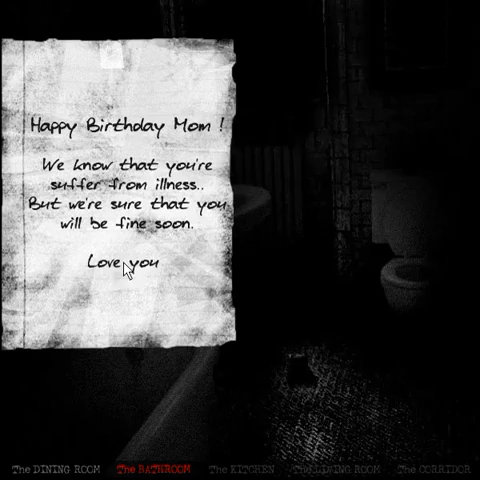 Happy Birthday Mom !
We know that you're
suffer from illness..
But we're sure that you
will be fine soon.
Love you
The DINING ROOM The BATHROOM The KITCHEN The LIVING ROOM The CORRIDOR